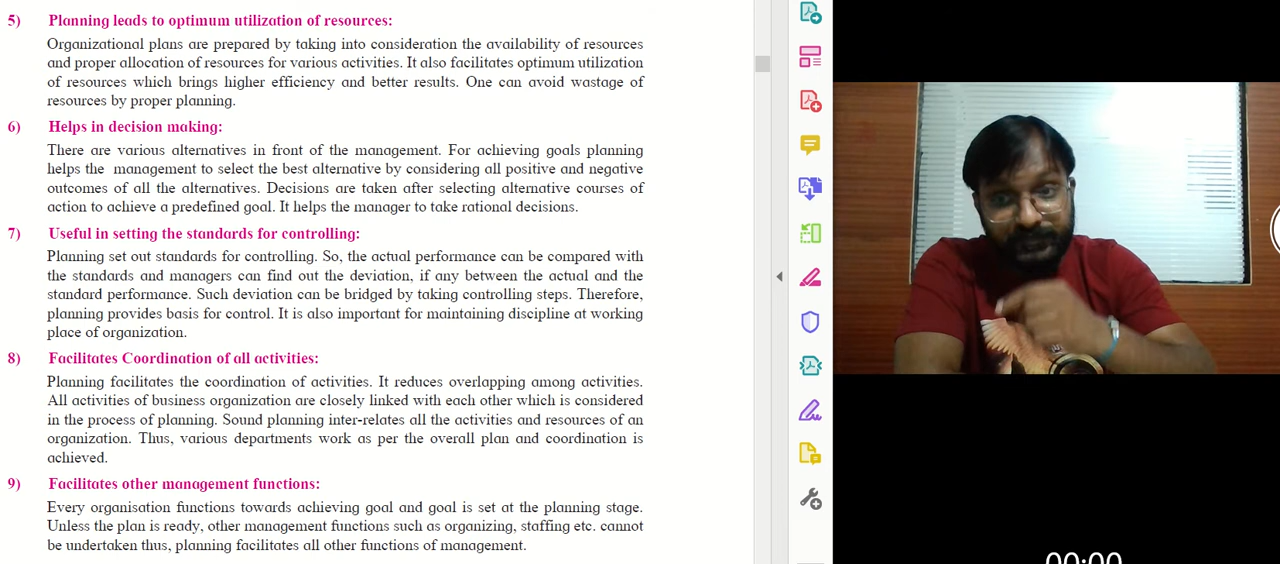 5) Planning leads to optimum utilization of resources:
Organizational plans are prepared by taking into consideration the availability of resources
and proper allocation of resources for various activities. It also facilitates optimum utilization
of resources which brings higher efficiency and better results. One can avoid wastage of
resources by proper planning.
6) Helps in decision making:
There are various alternatives in front of the management. For achieving goals planning
helps the management to select the best alternative by considering all positive and negative
outcomes of all the alternatives. Decisions are taken after selecting alternative courses of
action to achieve a predefined goal. It helps the manager to take rational decisions.
7) Useful in setting the standards for controlling:
Planning set out standards for controlling. So, the actual performance can be compared with
the standards and managers can find out the deviation, if any between the actual and the
standard performance. Such deviation can be bridged by taking controlling steps. Therefore,
planning provides basis for control. It is also important for maintaining discipline at working
place of organization.
8) Facilitates Coordination of all activities:
Planning facilitates the coordination of activities. It reduces overlapping among activities.
All activities of business organization are closely linked with each other which is considered
in the process of planning. Sound planning inter-relates all the activities and resources of an
organization. Thus, various departments work as per the overall plan and coordination is
achieved.
9) Facilitates other management functions:
Every organisation functions towards achieving goal and goal is set at the planning stage.
Unless the plan is ready, other management functions such as organizing, staffing etc. cannot
be undertaken thus, planning facilitates all other functions of management.
00:00